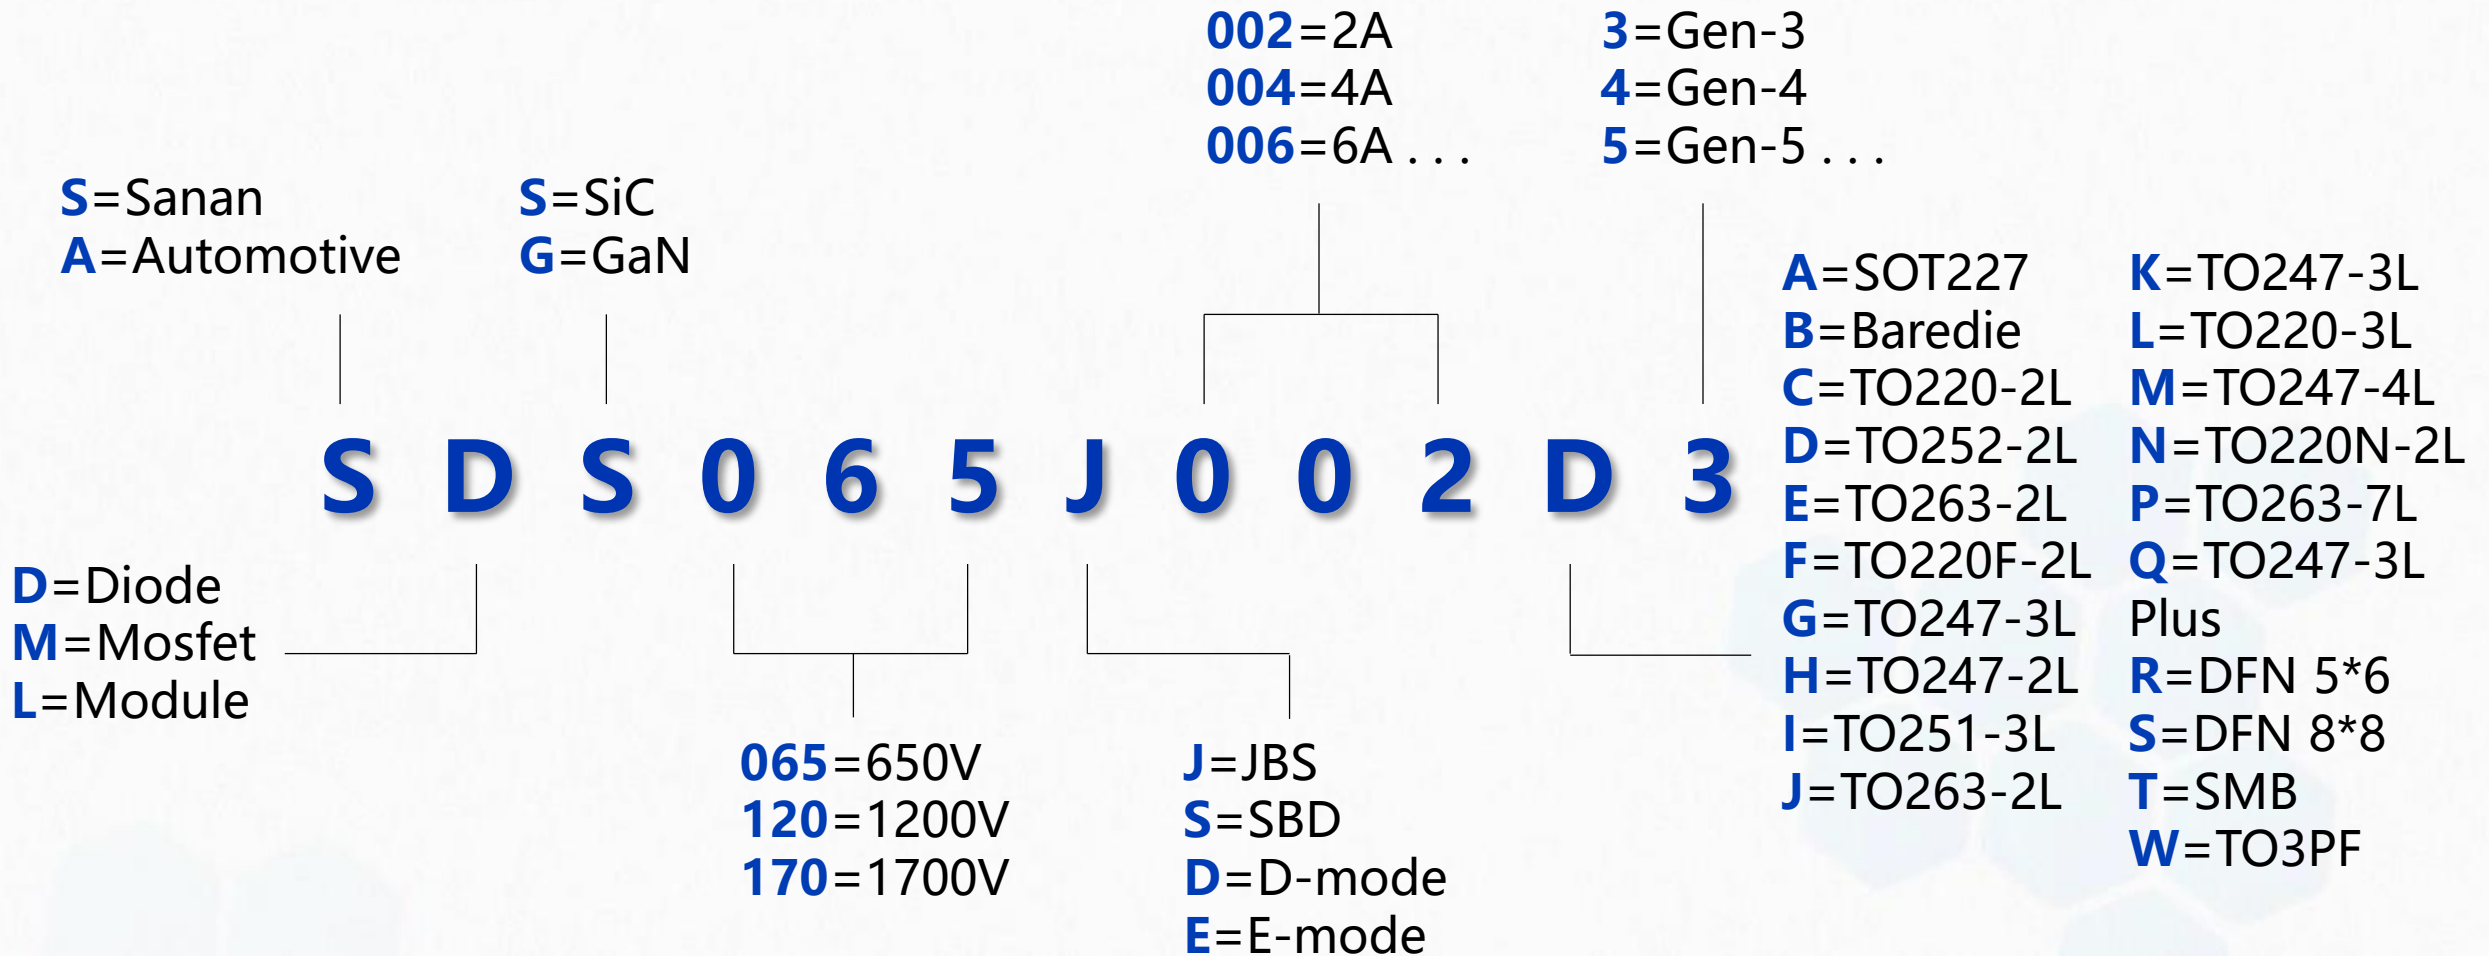 002=2A
004=4A
006=6A . . .
3=Gen-3
4=Gen-4
5=Gen-5 . . .
S=Sanan
A=Automotive
S=SiC
G=GaN
S D S 0 6 5 J 0 0 2 D 3
D=Diode
M=Mosfet
L=Module
065=650V
120=1200V
170=1700V
J=JBS
S=SBD
D=D-mode
E=E-mode
A=SOT227
B=Baredie
C=TO220-2L
D=TO252-2L
E=TO263-2L
F=TO220F-2L
G=TO247-3L
H=TO247-2L
I=TO251-3L
J=TO263-2L
K=TO247-3L
L=TO220-3L
M=TO247-4L
N=TO220N-2L
P=TO263-7L
Q=TO247-3L
Plus
R=DFN 5*6
S=DFN 8*8
T=SMB
W=TO3PF